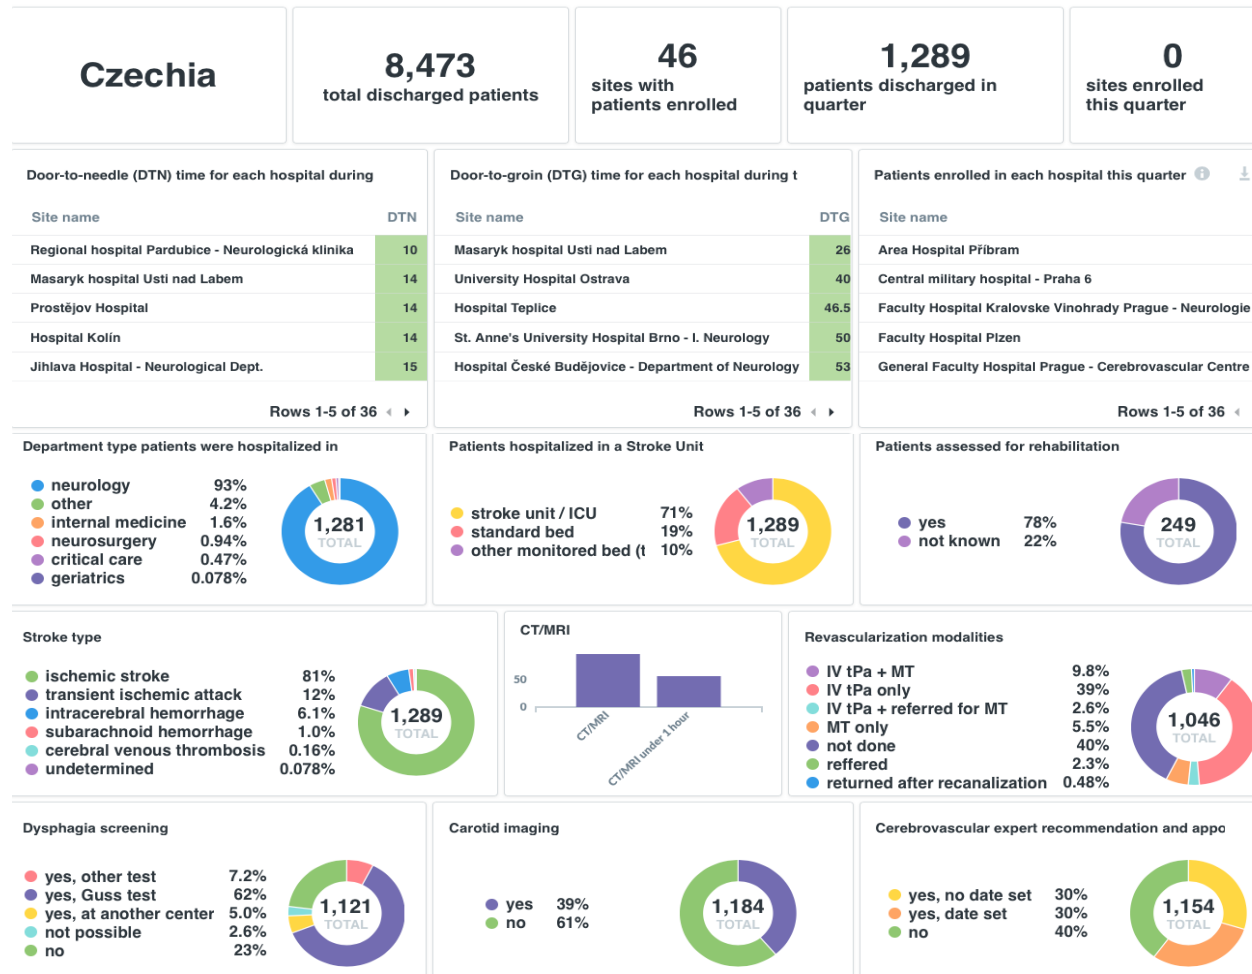 Czechia
8,473
total discharged patients
46
sites with
patients enrolled
1,289
patients discharged in
quarter
0
sites enrolled
this quarter
Door-to-needle (DTN) time for each hospital during
Site name DTN
Regional hospital Pardubice - Neurologická klinika 10
Masaryk hospital Usti nad Labem 14
Prostějov Hospital 14
Hospital Kolín 14
Jihlava Hospital - Neurological Dept. 15
Rows 1-5 of 36
Door-to-groin (DTG) time for each hospital during t
Site name DTG
Masaryk hospital Usti nad Labem 26
University Hospital Ostrava 40
Hospital Teplice 46.5
St. Anne's University Hospital Brno - I. Neurology 50
Hospital České Budějovice - Department of Neurology 53
Rows 1-5 of 36
Patients enrolled in each hospital this quarter
Site name
Area Hospital Příbram
Central military hospital - Praha 6
Faculty Hospital Kralovske Vinohrady Prague - Neurologie
Faculty Hospital Plzen
General Faculty Hospital Prague - Cerebrovascular Centre
Rows 1-5 of 36
Department type patients were hospitalized in
neurology 93%
other 4.2%
internal medicine 1.6%
neurosurgery 0.94%
critical care 0.47%
geriatrics 0.078%
1,281
TOTAL
Patients hospitalized in a Stroke Unit
stroke unit / ICU 71%
standard bed 19%
other monitored bed (t 10%
1,289
TOTAL
Patients assessed for rehabilitation
yes 78%
not known 22%
249
TOTAL
Stroke type
ischemic stroke 81%
transient ischemic attack 12%
intracerebral hemorrhage 6.1%
subarachnoid hemorrhage 1.0%
cerebral venous thrombosis 0.16%
undetermined 0.078%
1,289
TOTAL
CT/MRI
50
0
CT/MRI
CT/MRI under 1 hour
Revascularization modalities
IV tPa + MT 9.8%
IV tPa only 39%
IV tPa + referred for MT 2.6%
MT only 5.5%
not done 40%
reffered 2.3%
returned after recanalization 0.48%
1,046
TOTAL
Dysphagia screening
yes, other test 7.2%
yes, Guss test 62%
yes, at another center 5.0%
not possible 2.6%
no 23%
1,121
TOTAL
Carotid imaging
yes 39%
no 61%
1,184
TOTAL
Cerebrovascular expert recommendation and appo
yes, no date set 30%
yes, date set 30%
no 40%
1,154
TOTAL